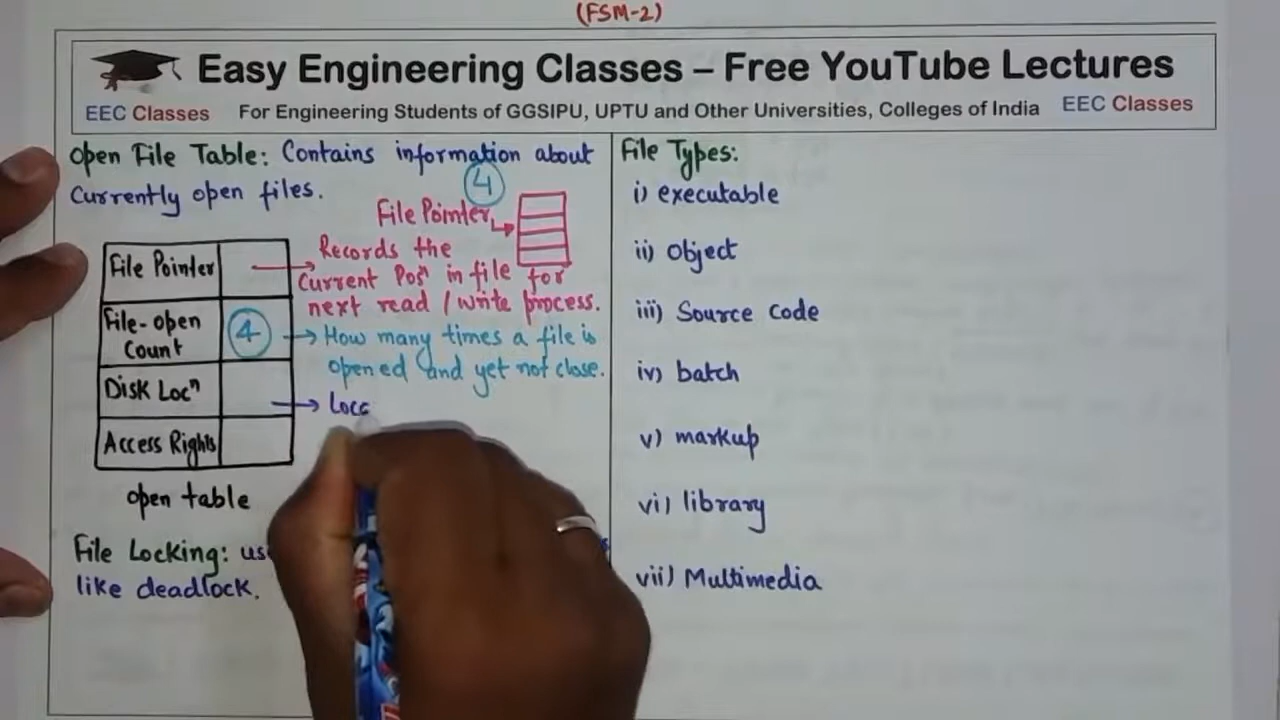 (FSM-2)
Easy Engineering Classes – Free YouTube Lectures
EEC Classes
For Engineering Students of GGSIPU, UPTU and Other Universities, Colleges of India
EEC Classes
Open File Table: Contains information about
Currently open files.
4
File Pointer
File Pointer
Records the
Current Posⁿ in file for
next read / write process.
File-open
Count
4
How many times a file is
opened and yet not close.
Disk Locⁿ
Loca
Access Rights
open table
File Locking: us
like deadlock.
File Types:
i) executable
ii) Object
iii) Source Code
iv) batch
v) markup
vi) library
vii) Multimedia